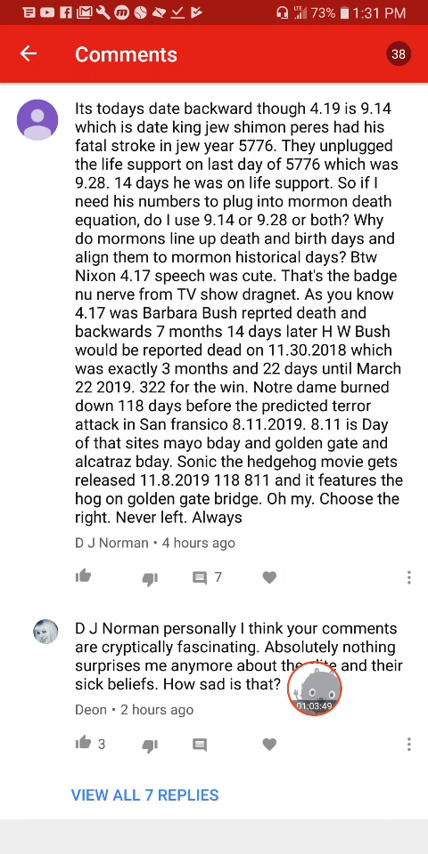 73% 1:31 PM
Comments
38
Its todays date backward though 4.19 is 9.14
which is date king jew shimon peres had his
fatal stroke in jew year 5776. They unplugged
the life support on last day of 5776 which was
9.28. 14 days he was on life support. So if I
need his numbers to plug into mormon death
equation, do I use 9.14 or 9.28 or both? Why
do mormons line up death and birth days and
align them to mormon historical days? Btw
Nixon 4.17 speech was cute. That's the badge
nu nerve from TV show dragnet. As you know
4.17 was Barbara Bush reprted death and
backwards 7 months 14 days later H W Bush
would be reported dead on 11.30.2018 which
was exactly 3 months and 22 days until March
22 2019. 322 for the win. Notre dame burned
down 118 days before the predicted terror
attack in San fransico 8.11.2019. 8.11 is Day
of that sites mayo bday and golden gate and
alcatraz bday. Sonic the hedgehog movie gets
released 11.8.2019 118 811 and it features the
hog on golden gate bridge. Oh my. Choose the
right. Never left. Always
D J Norman • 4 hours ago
7
D J Norman personally I think your comments
are cryptically fascinating. Absolutely nothing
surprises me anymore about the and their
sick beliefs. How sad is that?
01:03:49
Deon • 2 hours ago
3
VIEW ALL 7 REPLIES